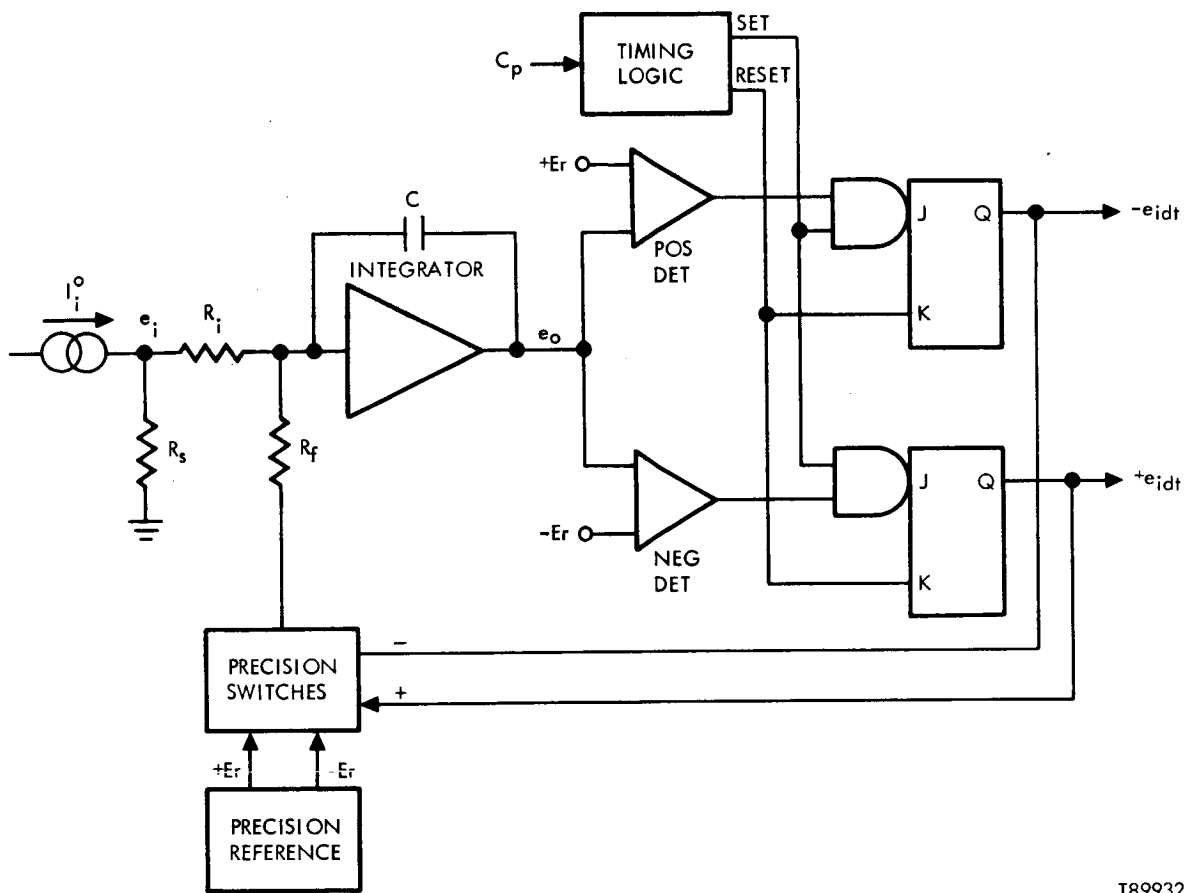 SET
TIMING
LOGIC
RESET
Cp
+Er
POS
DET
J
Q
K
-eidt
C
INTEGRATOR
Iio
ei
Ri
eo
Rs
Rf
-Er
NEG
DET
J
Q
K
+eidt
PRECISION
SWITCHES
−
+
+Er
-Er
PRECISION
REFERENCE
T89932